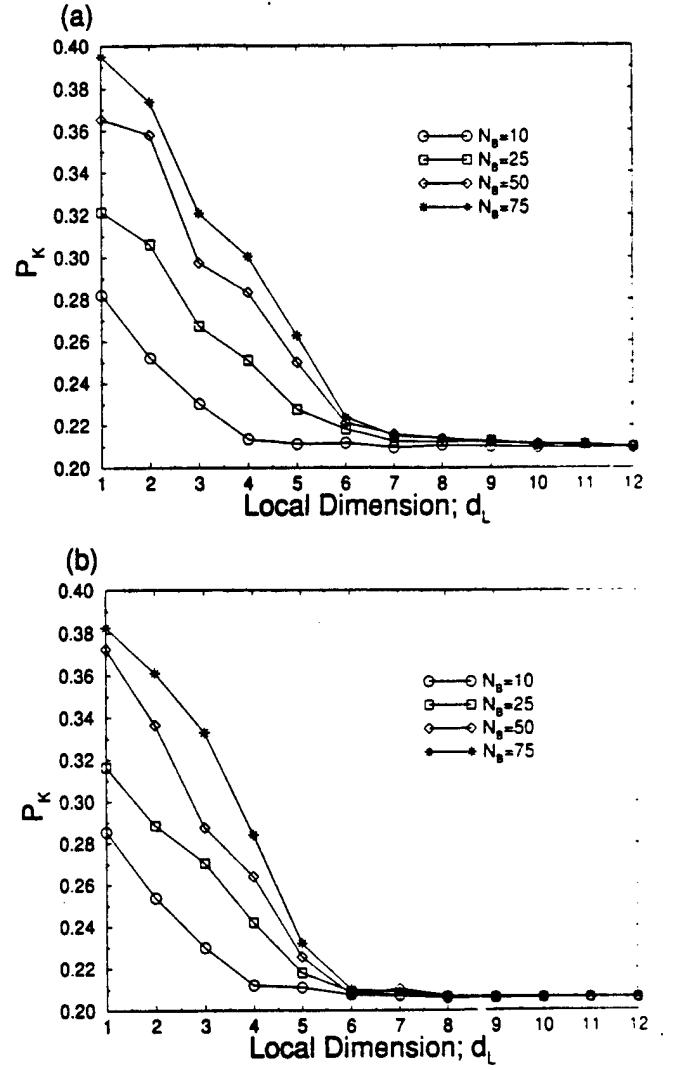 (a)
0.40
0.38
0.36
0.34
0.32
0.30
0.28
0.26
0.24
0.22
0.20
P_K
N_B=10
N_B=25
N_B=50
N_B=75
1 2 3 4 5 6 7 8 9 10 11 12
Local Dimension; d_L
(b)
0.40
0.38
0.36
0.34
0.32
0.30
0.28
0.26
0.24
0.22
0.20
P_K
N_B=10
N_B=25
N_B=50
N_B=75
1 2 3 4 5 6 7 8 9 10 11 12
Local Dimension; d_L